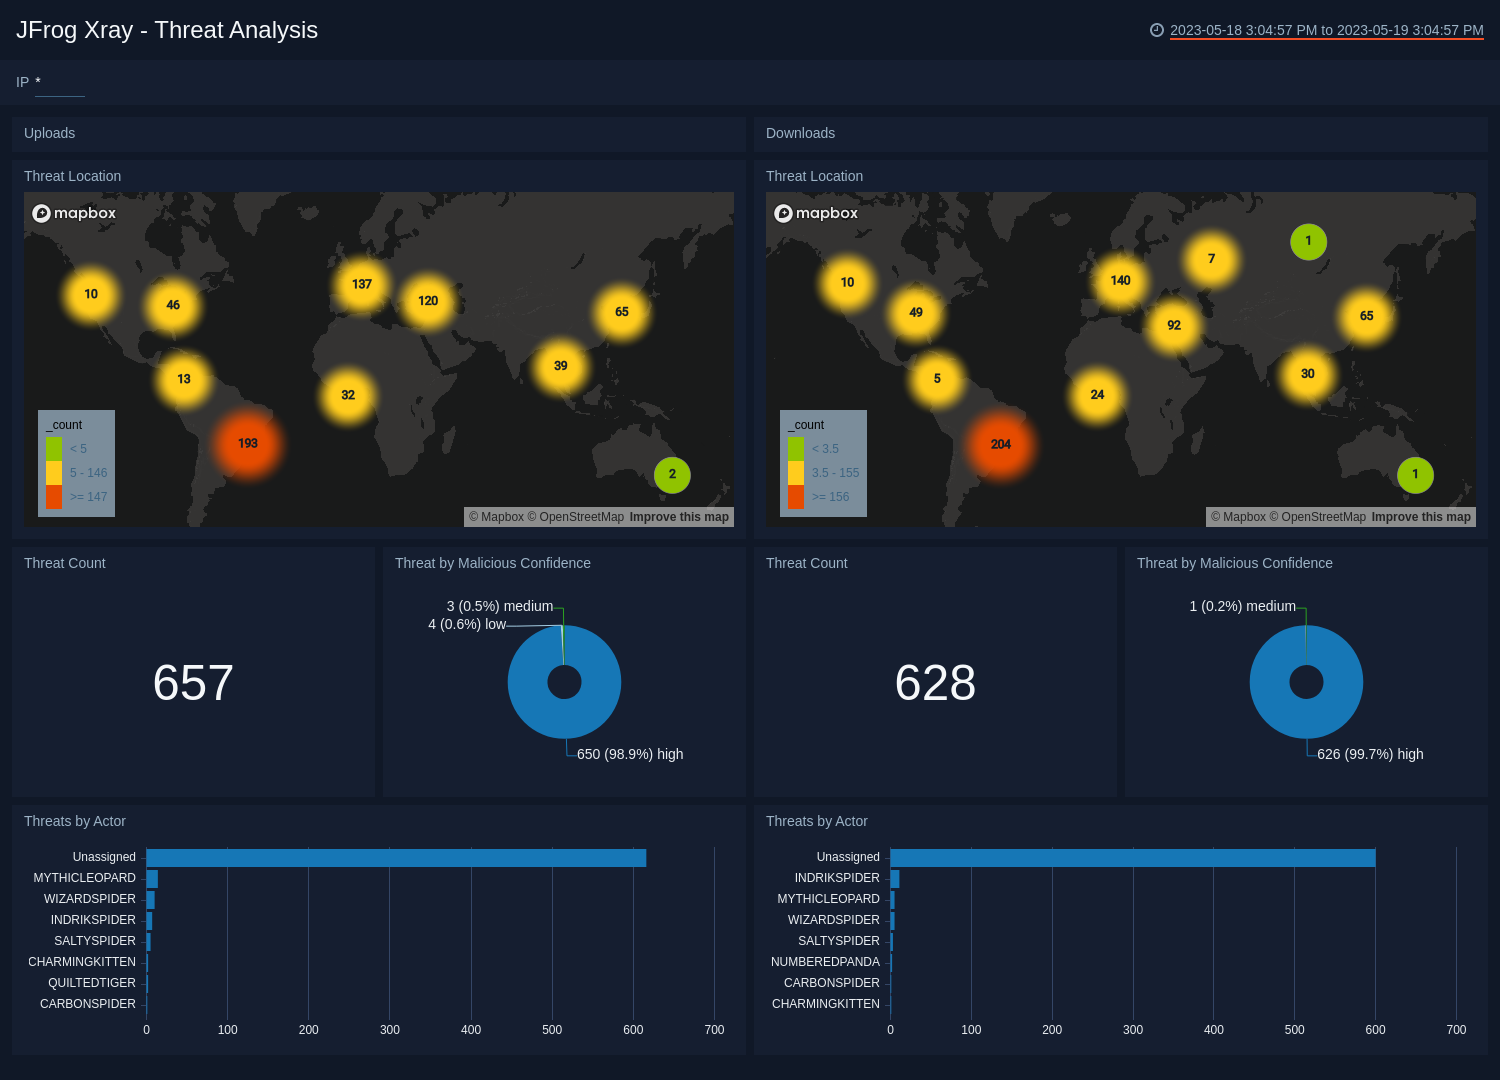 JFrog Xray - Threat Analysis
2023-05-18 3:04:57 PM to 2023-05-19 3:04:57 PM
IP *
Uploads
Threat Location
mapbox
10
46
137
120
65
13
32
39
193
2
_count
< 5
5 - 146
>= 147
© Mapbox © OpenStreetMap Improve this map
Downloads
Threat Location
mapbox
1
7
10
140
49
92
65
5
24
30
204
1
_count
< 3.5
3.5 - 155
>= 156
© Mapbox © OpenStreetMap Improve this map
Threat Count
657
Threat by Malicious Confidence
3 (0.5%) medium
4 (0.6%) low
650 (98.9%) high
Threat Count
628
Threat by Malicious Confidence
1 (0.2%) medium
626 (99.7%) high
Threats by Actor
Unassigned
MYTHICLEOPARD
WIZARDSPIDER
INDRIKSPIDER
SALTYSPIDER
CHARMINGKITTEN
QUILTEDTIGER
CARBONSPIDER
0 100 200 300 400 500 600 700
Threats by Actor
Unassigned
INDRIKSPIDER
MYTHICLEOPARD
WIZARDSPIDER
SALTYSPIDER
NUMBEREDPANDA
CARBONSPIDER
CHARMINGKITTEN
0 100 200 300 400 500 600 700